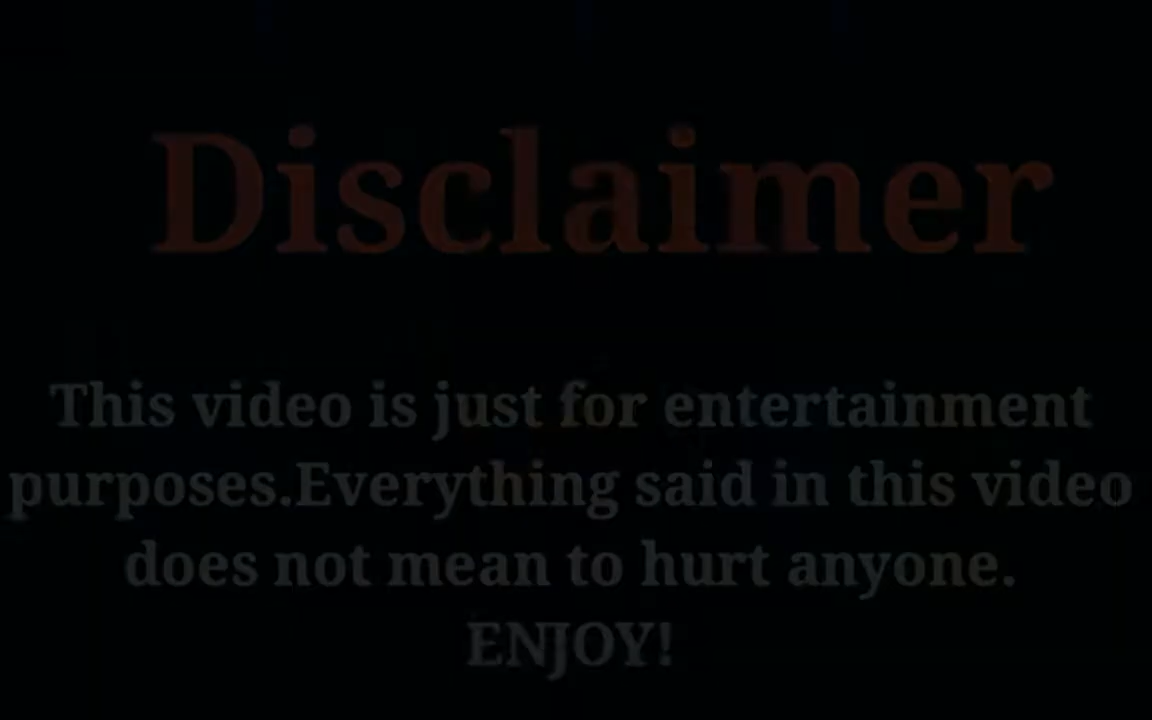 Disclaimer
This video is just for entertainment
purposes.Everything said in this video
does not mean to hurt anyone.
ENJOY!